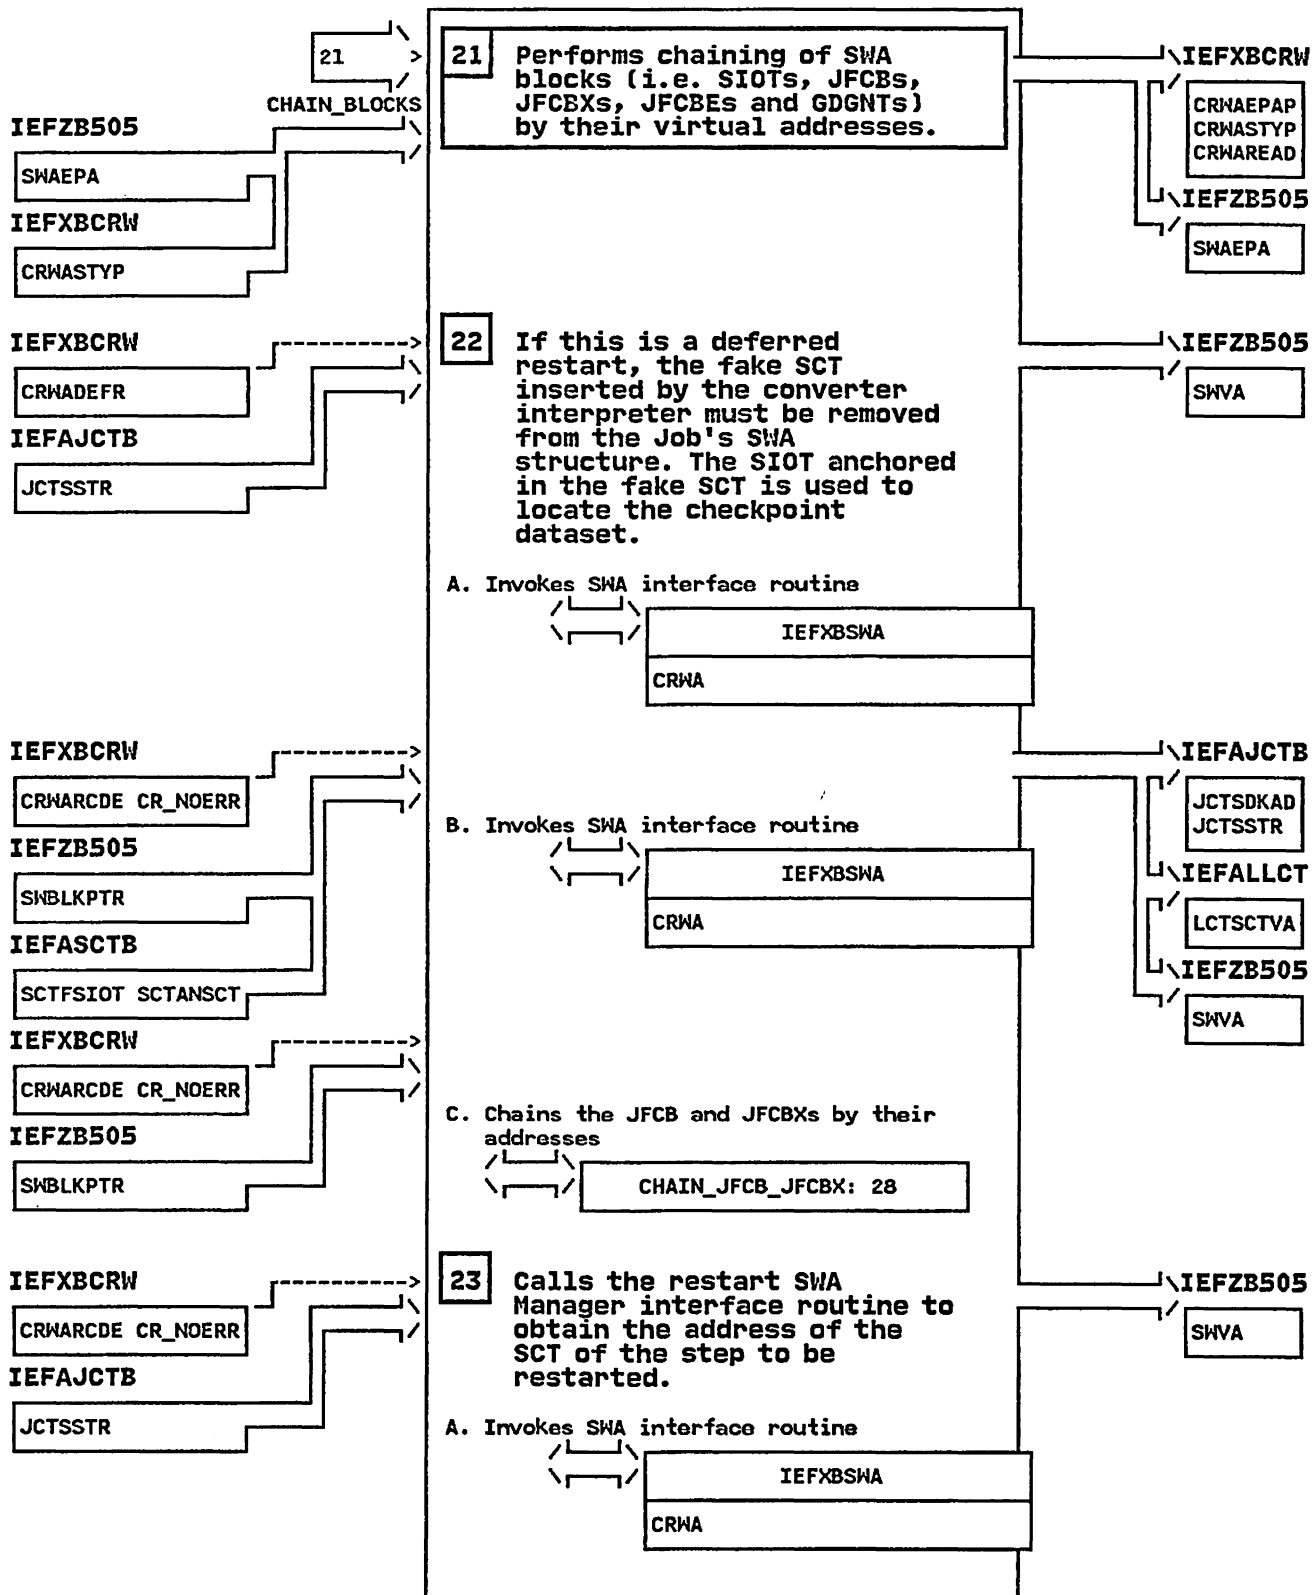 21
CHAIN_BLOCKS
IEFZB505
SWAEPA
IEFXBCRW
CRWASTYP
21 Performs chaining of SWA
blocks (i.e. SIOTs, JFCBs,
JFCBXs, JFCBEs and GDGNTs)
by their virtual addresses.
IEFXBCRW
CRWAEPAP
CRWASTYP
CRWAREAD
IEFZB505
SWAEPA
IEFXBCRW
CRWADEFR
IEFAJCTB
JCTSSTR
22 If this is a deferred
restart, the fake SCT
inserted by the converter
interpreter must be removed
from the Job's SWA
structure. The SIOT anchored
in the fake SCT is used to
locate the checkpoint
dataset.
IEFZB505
SWVA
A. Invokes SWA interface routine
IEFXBSWA
CRWA
IEFXBCRW
CRWARCDE CR_NOERR
IEFZB505
SWBLKPTR
IEFASCTB
SCTFSIOT SCTANSCT
B. Invokes SWA interface routine
IEFXBSWA
CRWA
IEFAJCTB
JCTSDKAD
JCTSSTR
IEFALLCT
LCTSCTVA
IEFZB505
SWVA
IEFXBCRW
CRWARCDE CR_NOERR
IEFZB505
SWBLKPTR
C. Chains the JFCB and JFCBXs by their
addresses
CHAIN_JFCB_JFCBX: 28
IEFXBCRW
CRWARCDE CR_NOERR
IEFAJCTB
JCTSSTR
23 Calls the restart SWA
Manager interface routine to
obtain the address of the
SCT of the step to be
restarted.
IEFZB505
SWVA
A. Invokes SWA interface routine
IEFXBSWA
CRWA